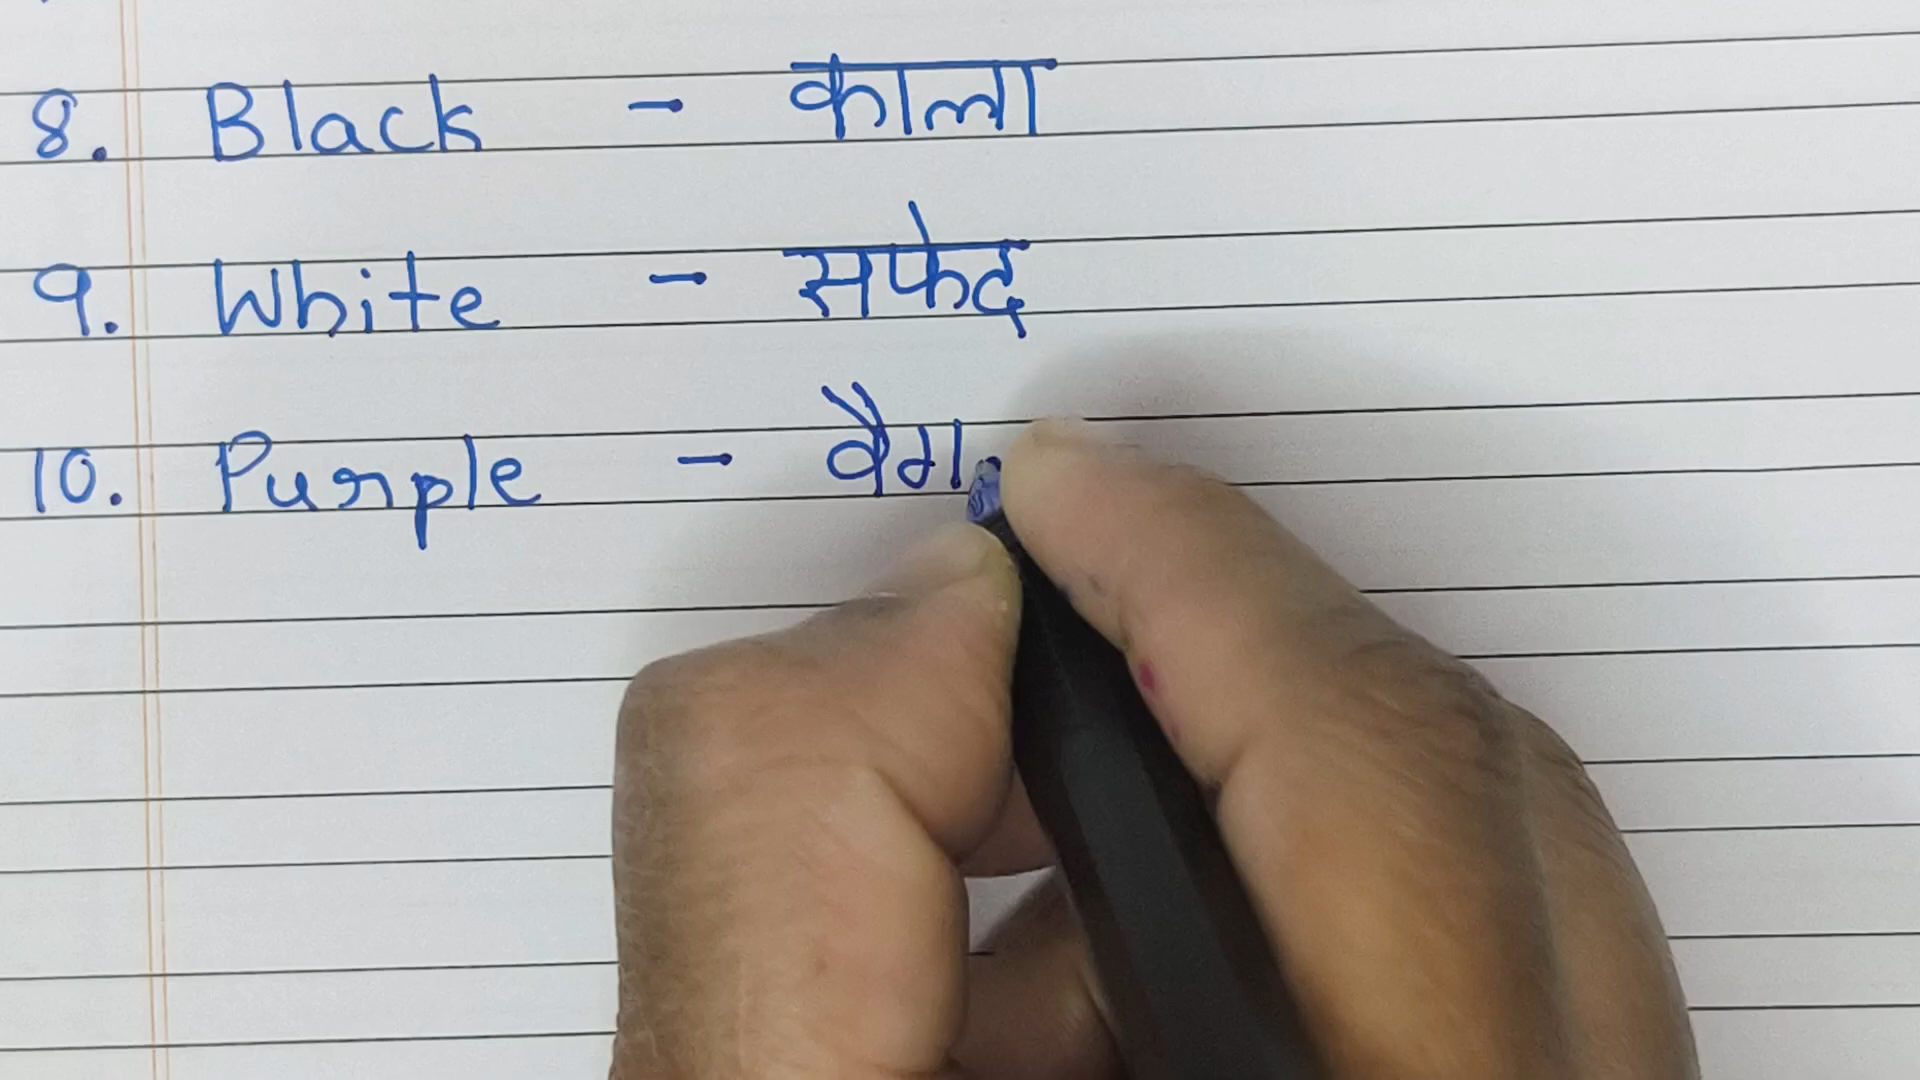 8. Black - काला
9. White - सफेद
10. Purple - वैग